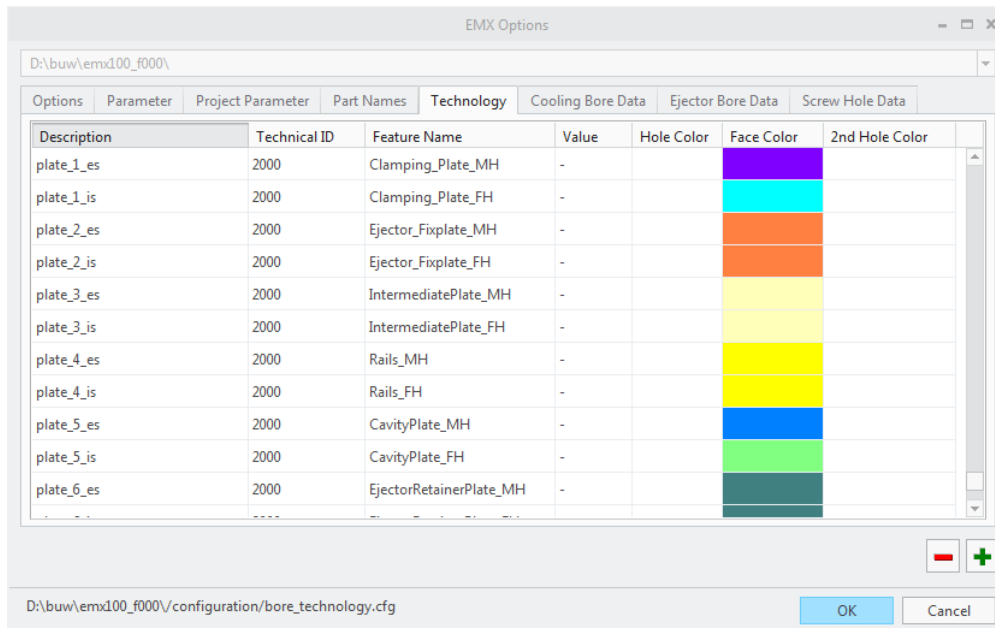 EMX Options
D:\buw\emx100_f000\
Options Parameter Project Parameter Part Names Technology Cooling Bore Data Ejector Bore Data Screw Hole Data
Description Technical ID Feature Name Value Hole Color Face Color 2nd Hole Color
plate_1_es 2000 Clamping_Plate_MH -
plate_1_is 2000 Clamping_Plate_FH -
plate_2_es 2000 Ejector_Fixplate_MH -
plate_2_is 2000 Ejector_Fixplate_FH -
plate_3_es 2000 IntermediatePlate_MH -
plate_3_is 2000 IntermediatePlate_FH -
plate_4_es 2000 Rails_MH -
plate_4_is 2000 Rails_FH -
plate_5_es 2000 CavityPlate_MH -
plate_5_is 2000 CavityPlate_FH -
plate_6_es 2000 EjectorRetainerPlate_MH -
D:\buw\emx100_f000\/configuration/bore_technology.cfg OK Cancel